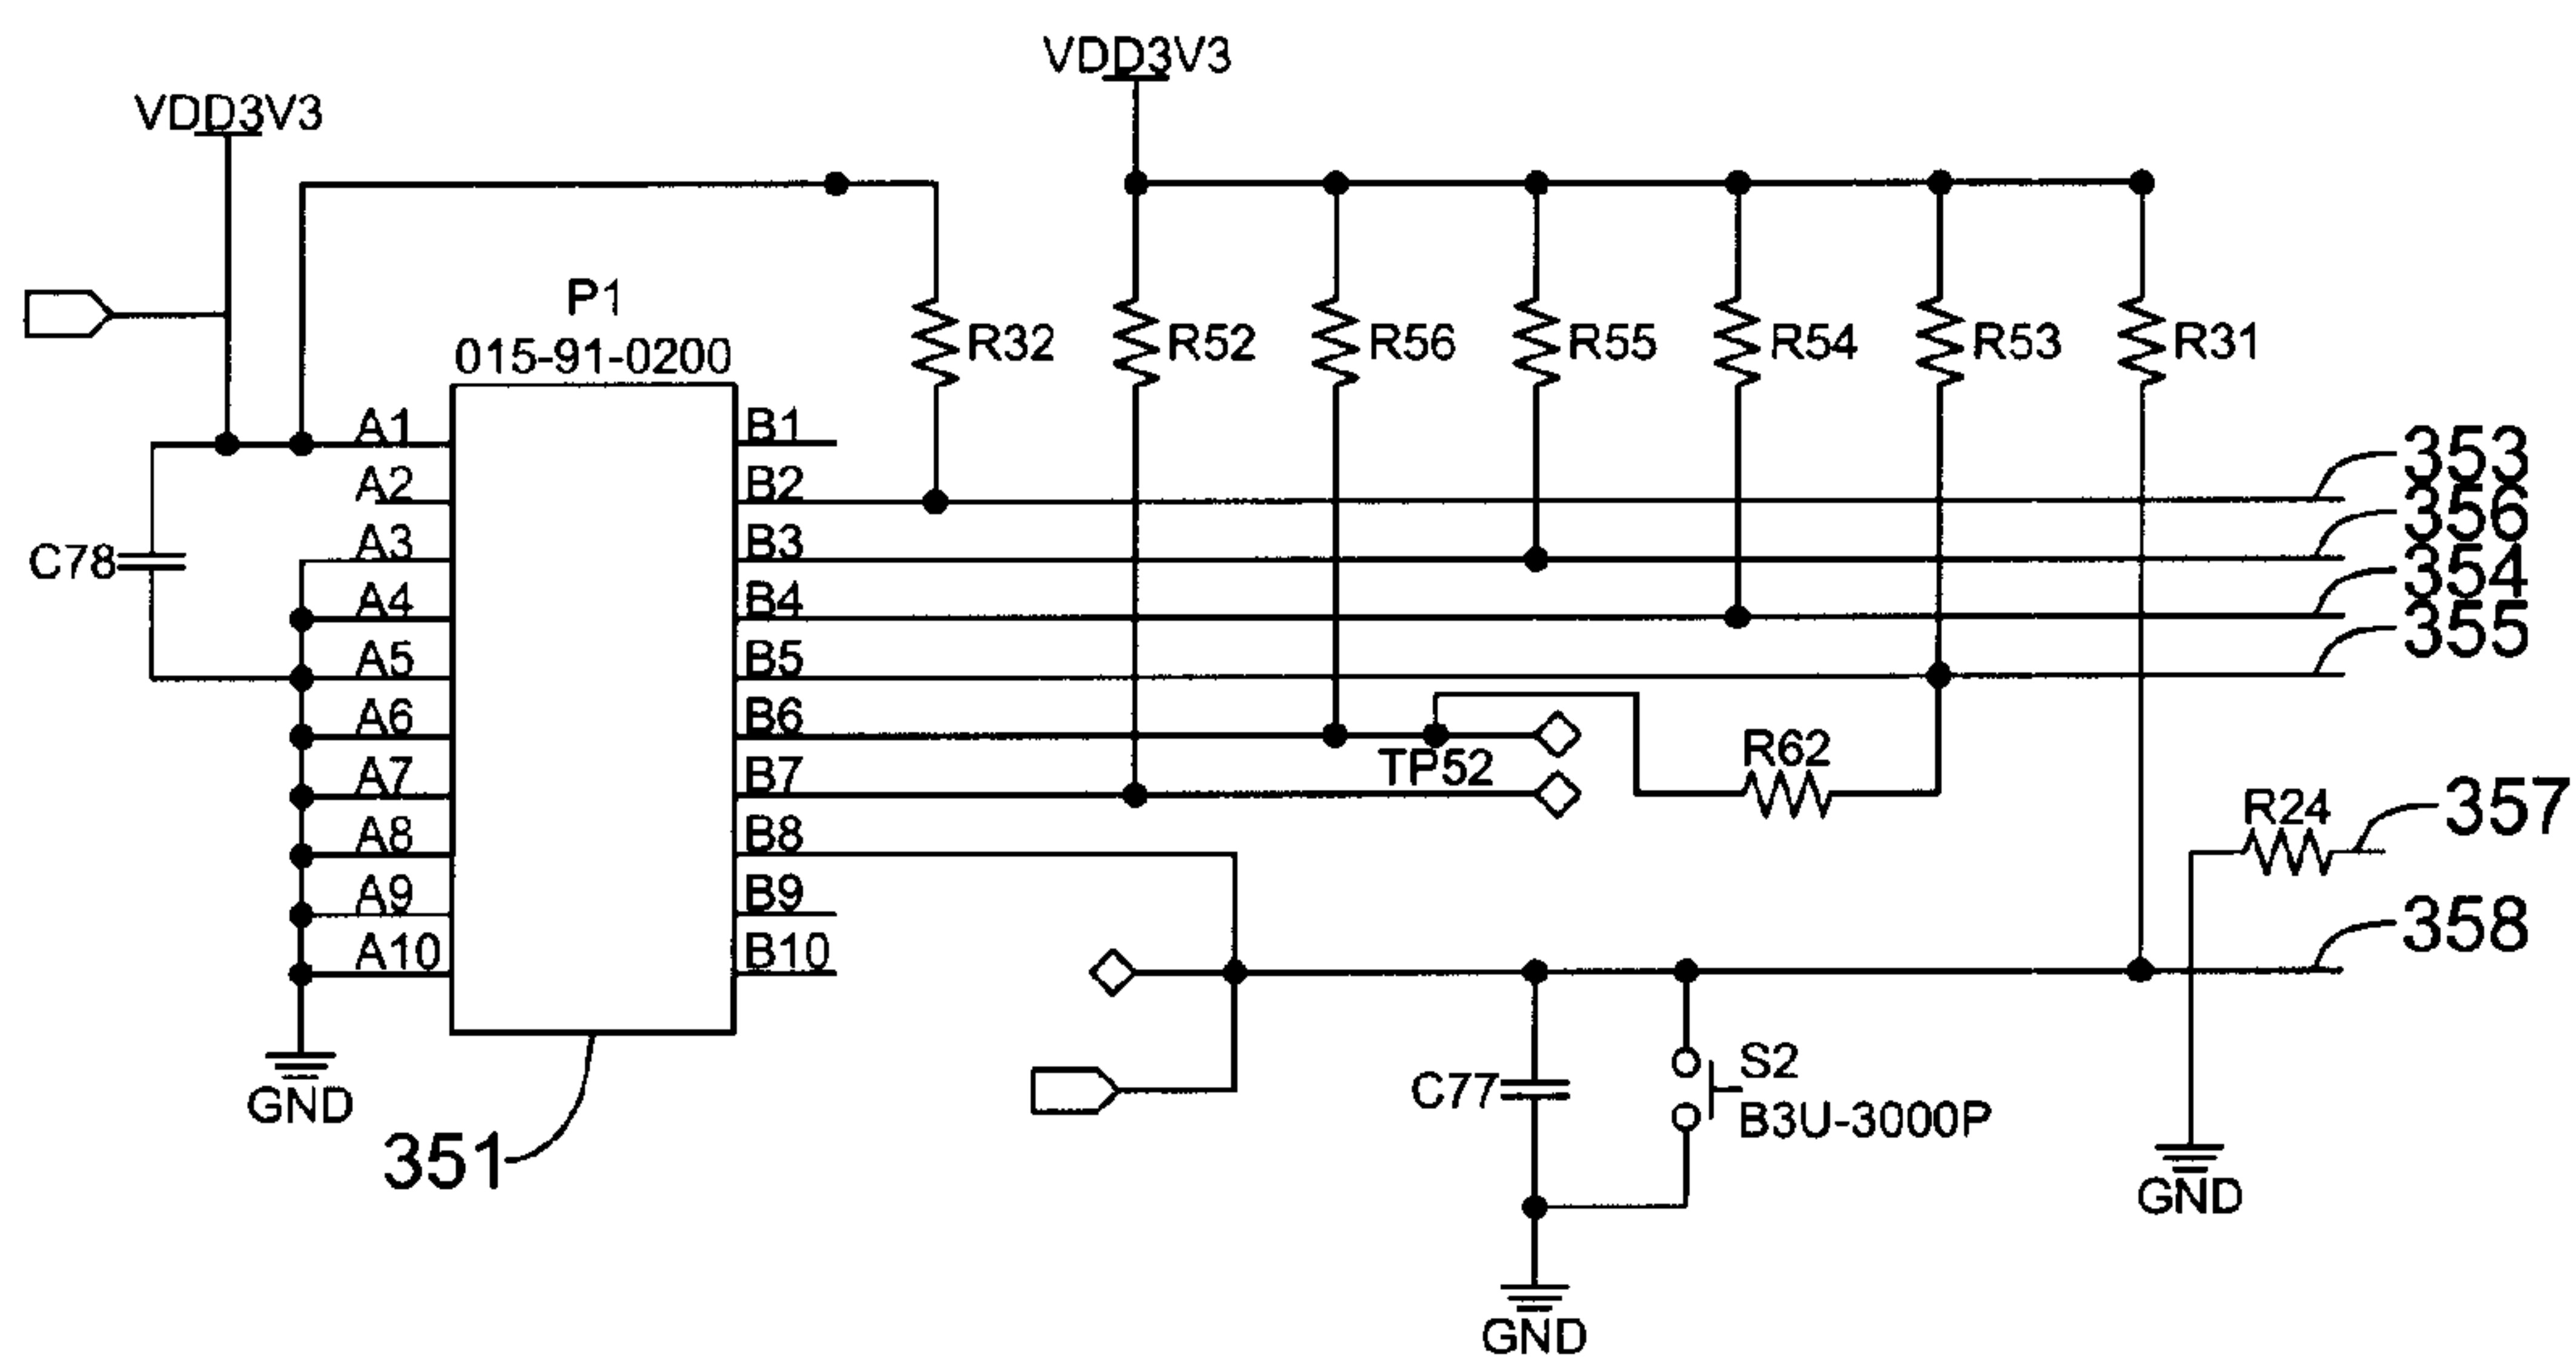 VDD3V3
VDD3V3
P1
015-91-0200
R32
R52
R56
R55
R54
R53
R31
A1
B1
353
A2
B2
356
A3
B3
C78
354
A4
B4
355
A5
B5
A6
B6
R62
TP52
A7
B7
R24
357
A8
B8
A9
B9
358
A10
B10
S2
C77
B3U-3000P
GND
351
GND
GND